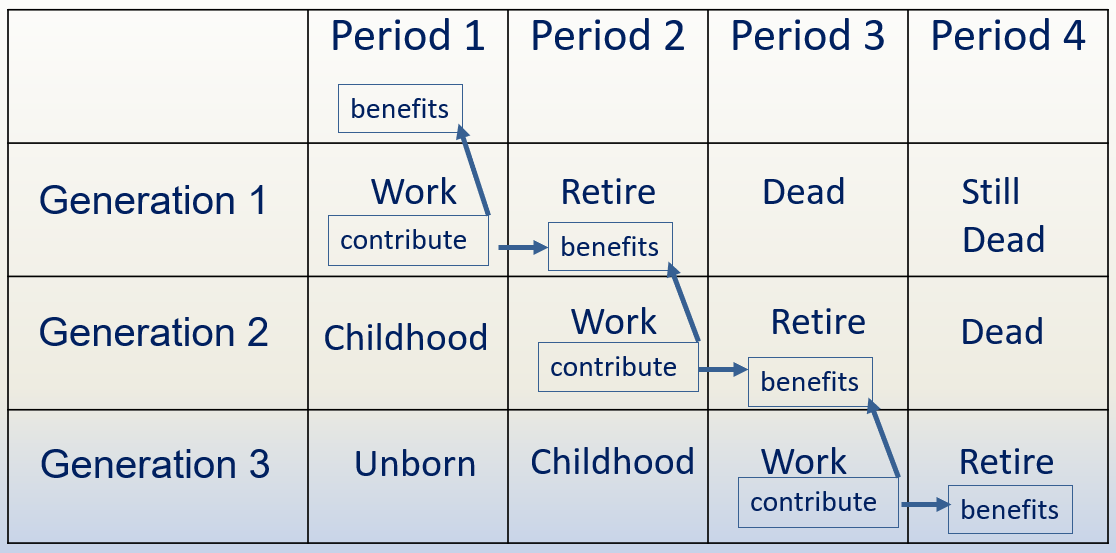 Period 1
Period 2
Period 3
Period 4
benefits
Generation 1
Work
contribute
Retire
benefits
Dead
Still
Dead
Generation 2
Childhood
Work
contribute
Retire
benefits
Dead
Generation 3
Unborn
Childhood
Work
contribute
Retire
benefits